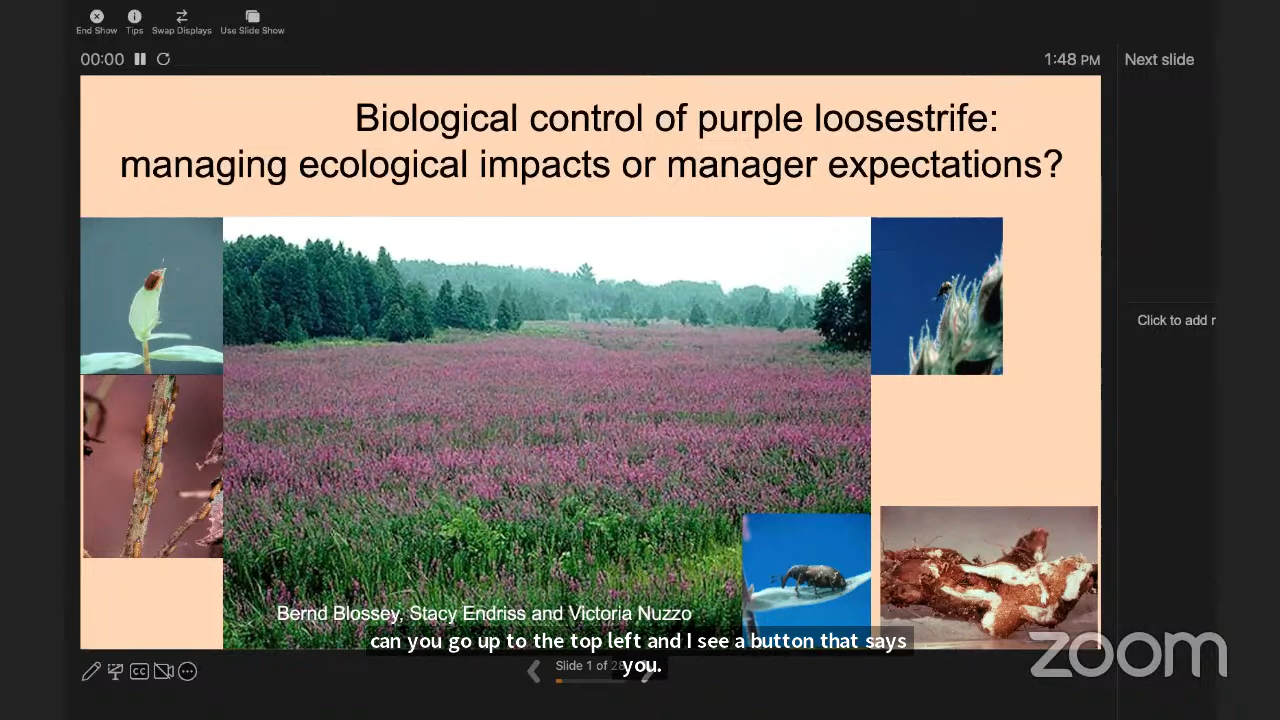 End Show Tips Swap Displays Use Slide Show
00:00 1:48 PM Next slide
Biological control of purple loosestrife:
managing ecological impacts or manager expectations?
Click to add r
Bernd Blossey, Stacy Endriss and Victoria Nuzzo
can you go up to the top left and I see a button that says
you.
Slide 1 of
CC
zoom